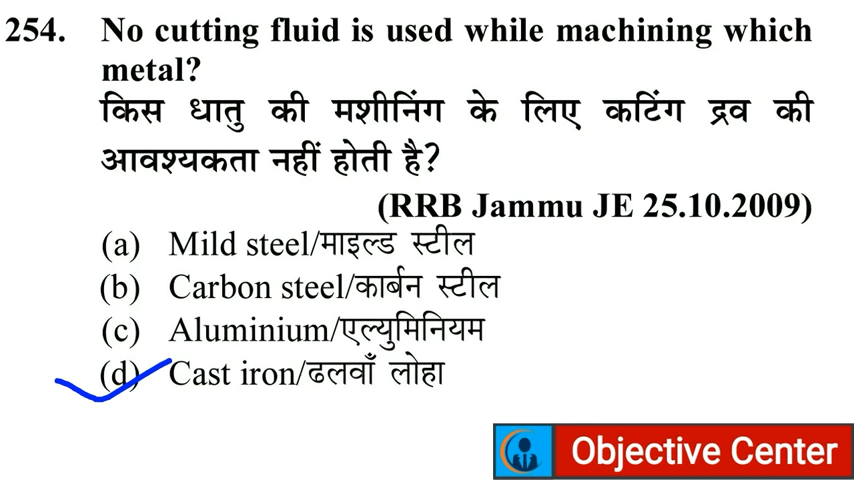 254. No cutting fluid is used while machining which
metal?
किस धातु की मशीनिंग के लिए कटिंग द्रव की
आवश्यकता नहीं होती है?
(RRB Jammu JE 25.10.2009)
(a) Mild steel/माइल्ड स्टील
(b) Carbon steel/कार्बन स्टील
(c) Aluminium/एल्युमिनियम
(d) Cast iron/ढलवाँ लोहा
Objective Center